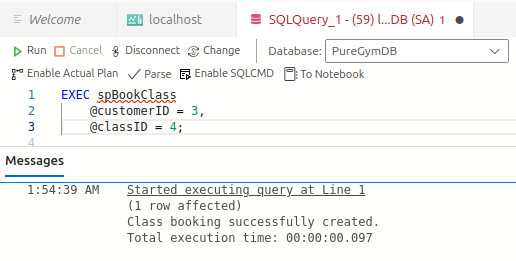 Welcome
localhost
SQLQuery_1 - (59) l...DB (SA) 1
Run Cancel Disconnect Change Database: PureGymDB
Enable Actual Plan Parse Enable SQLCMD To Notebook
1 EXEC spBookClass
2 @customerID = 3,
3 @classID = 4;
4
Messages
1:54:39 AM Started executing query at Line 1
(1 row affected)
Class booking successfully created.
Total execution time: 00:00:00.097